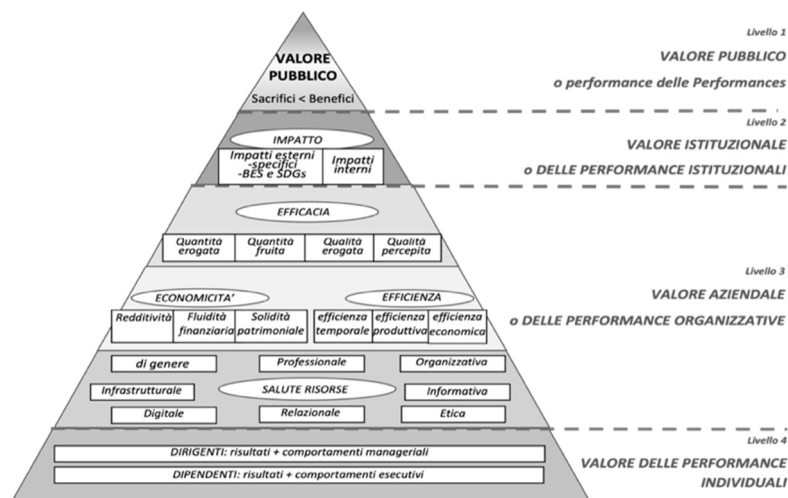 Livello 1
VALORE
PUBBLICO
VALORE PUBBLICO
o performance delle Performances
Sacrifici < Benefici
Livello 2
IMPATTO
VALORE ISTITUZIONALE
Impatti esterni
-specifici
-BES e SDGs
Impatti
interni
o DELLE PERFORMANCE ISTITUZIONALI
EFFICACIA
Quantità
erogata
Quantità
fruita
Qualità
erogata
Qualità
percepita
Livello 3
ECONOMICITA'
EFFICIENZA
VALORE AZIENDALE
Redditività
Fluidità
finanziaria
Solidità
patrimoniale
efficienza
temporale
efficienza
produttiva
efficienza
economica
o DELLE PERFORMANCE ORGANIZZATIVE
di genere
Professionale
Organizzativa
Infrastrutturale
SALUTE RISORSE
Informativa
Digitale
Relazionale
Etica
Livello 4
DIRIGENTI: risultati + comportamenti manageriali
VALORE DELLE PERFORMANCE
INDIVIDUALI
DIPENDENTI: risultati + comportamenti esecutivi